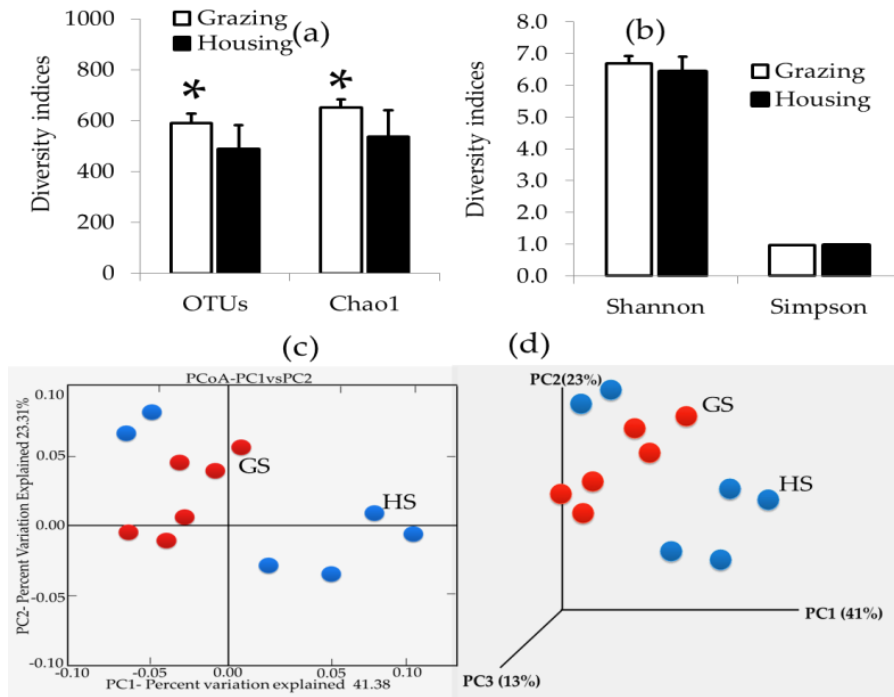 Grazing
Housing
(a)
Diversity indices
1000
800
600
400
200
0
*
*
OTUs
Chao1
(b)
Diversity indices
8.0
7.0
6.0
5.0
4.0
3.0
2.0
1.0
0.0
Grazing
Housing
Shannon
Simpson
(c)
PCoA-PC1vsPC2
PC2- Percent Variation Explained 23.31%
0.10
0.05
0.00
-0.05
-0.10
GS
HS
-0.10
-0.05
0.00
0.05
0.10
PC1- Percent variation explained 41.38
(d)
PC2(23%)
GS
HS
PC1 (41%)
PC3 (13%)